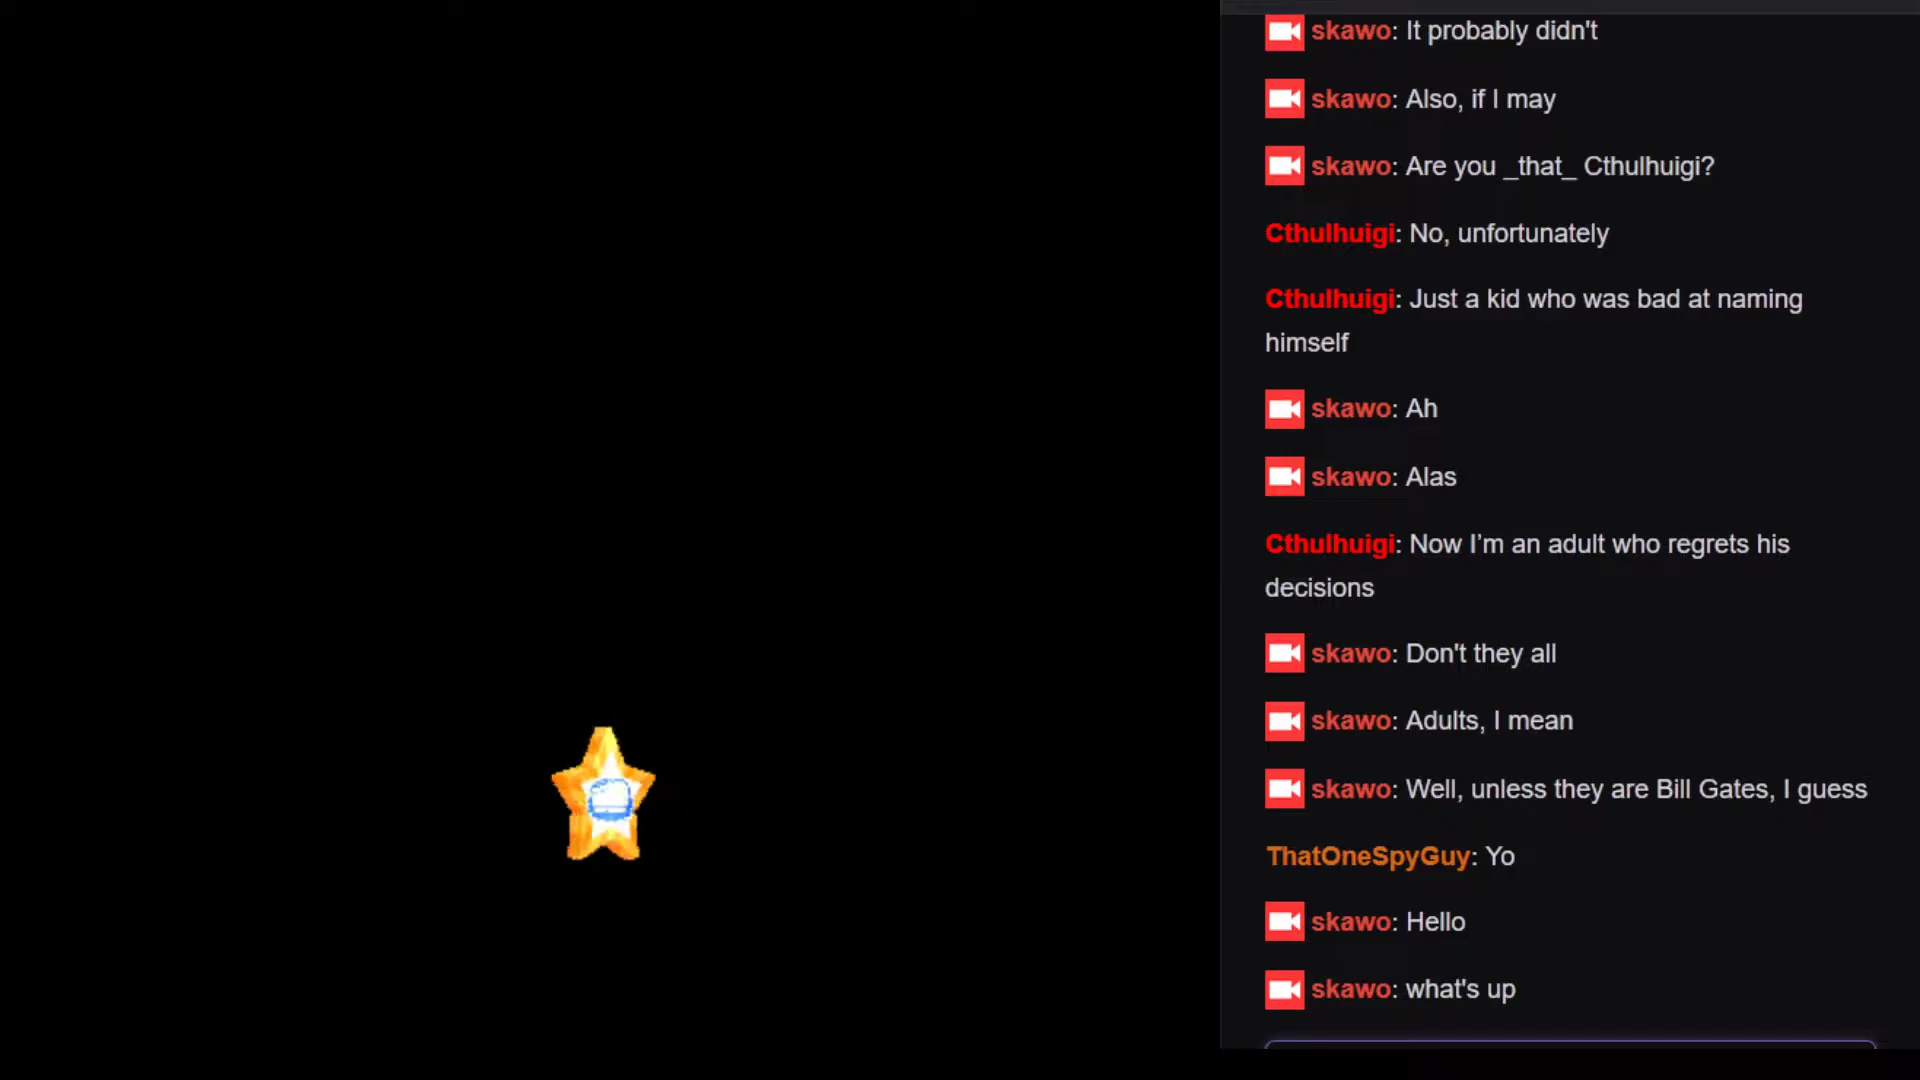 skawo: It probably didn't
skawo: Also, if I may
skawo: Are you _that_ Cthulhuigi?
Cthulhuigi: No, unfortunately
Cthulhuigi: Just a kid who was bad at naming
himself
skawo: Ah
skawo: Alas
Cthulhuigi: Now I’m an adult who regrets his
decisions
skawo: Don't they all
skawo: Adults, I mean
skawo: Well, unless they are Bill Gates, I guess
ThatOneSpyGuy: Yo
skawo: Hello
skawo: what's up